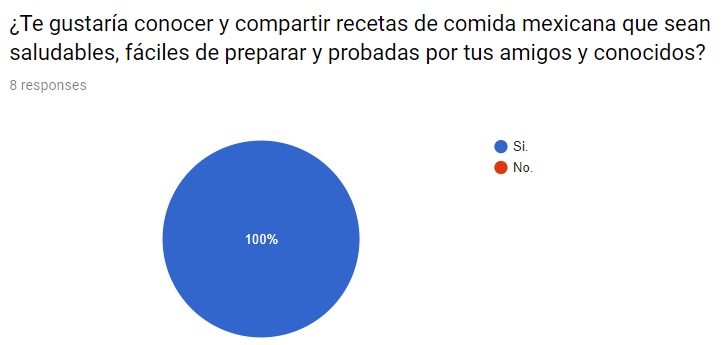 ¿Te gustaría conocer y compartir recetas de comida mexicana que sean
saludables, fáciles de preparar y probadas por tus amigos y conocidos?
8 responses
Si.
No.
100%